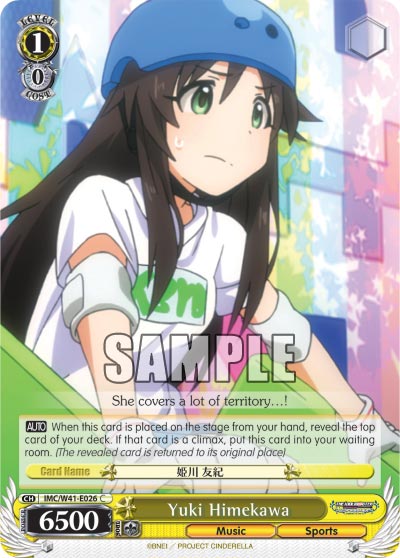 LEVEL
1
0
COST
SAMPLE
She covers a lot of territory…!
AUTO When this card is placed on the stage from your hand, reveal the top
card of your deck. If that card is a climax, put this card into your waiting
room. (The revealed card is returned to its original place)
Card Name 姫川 友紀
CH IMC/W41-E026 C
POWER 6500 SOUL Yuki Himekawa
Music Sports
©BNEI / PROJECT CINDERELLA